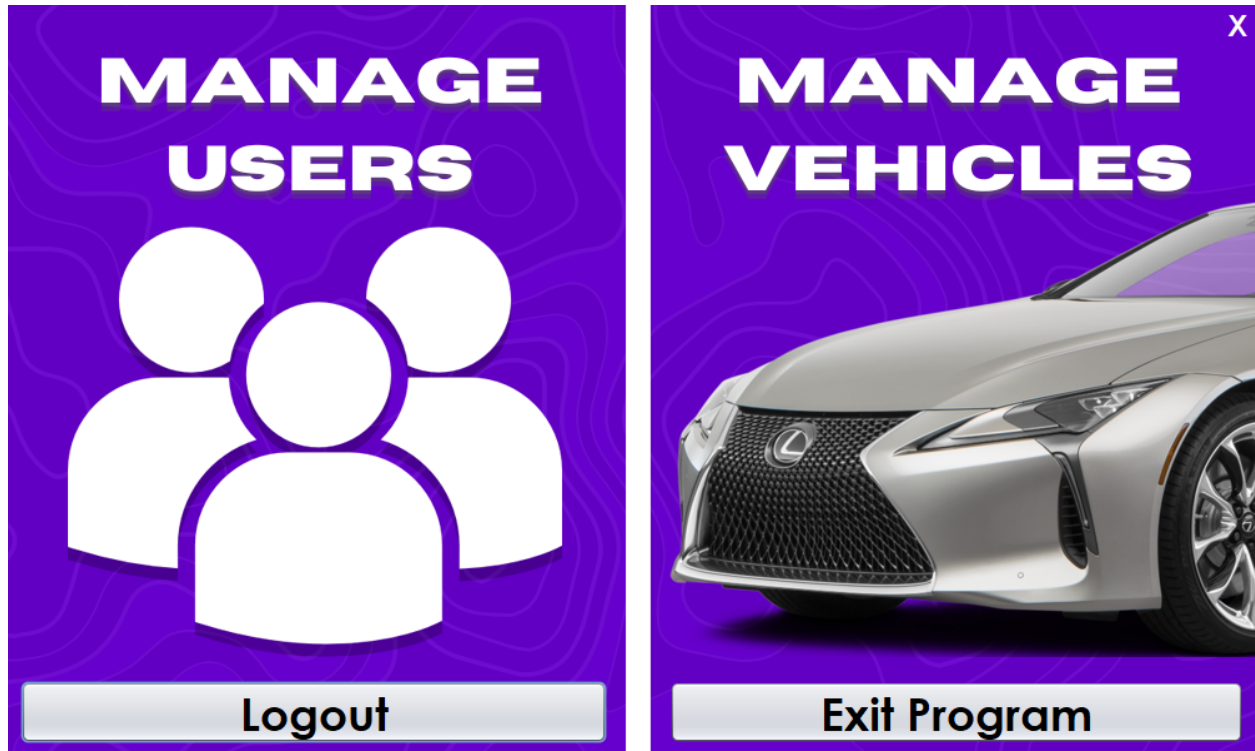 MANAGE
USERS
Logout
X
MANAGE
VEHICLES
Exit Program